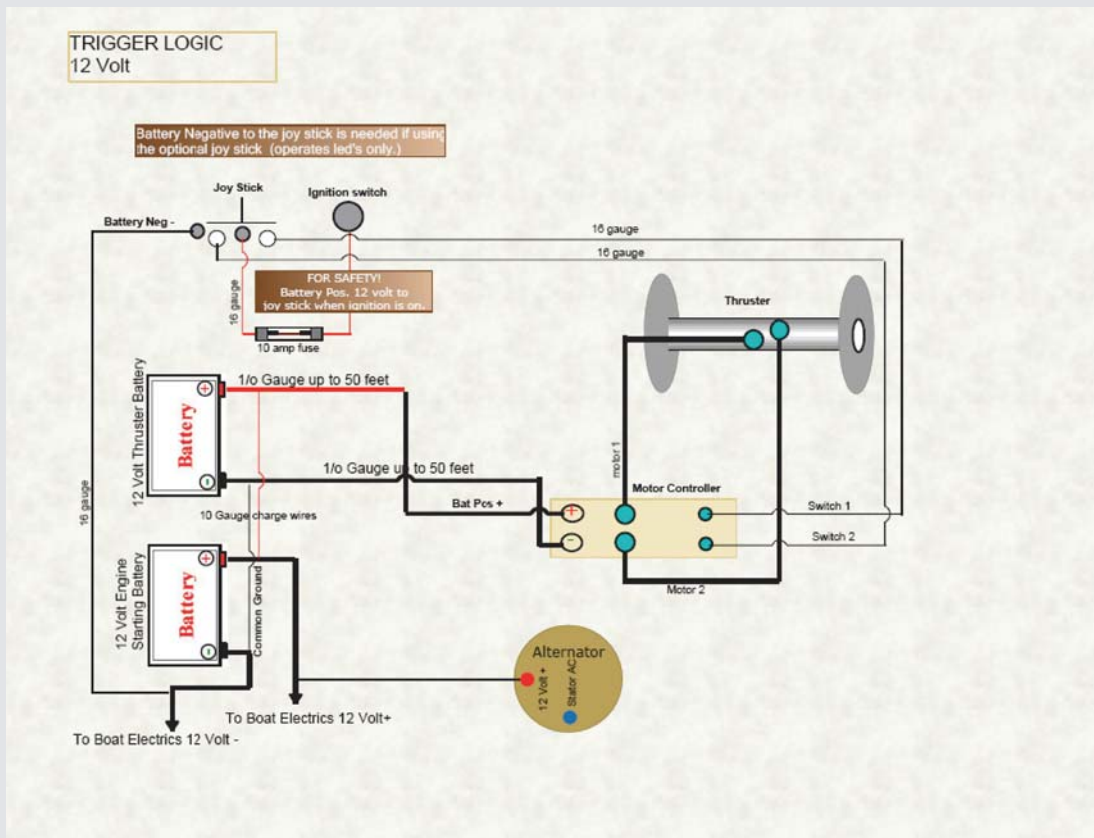 TRIGGER LOGIC
12 Volt
Battery Negative to the joy stick is needed if using
the optional joy stick (operates led's only.)
Joy Stick
Ignition switch
Battery Neg -
16 gauge
16 gauge
FOR SAFETY!
Battery Pos. 12 volt to
joy stick when ignition is on.
16 gauge
10 amp fuse
Thruster
12 Volt Thruster Battery
+
Battery
-
1/o Gauge up to 50 feet
1/o Gauge up to 50 feet
16 gauge
10 Gauge charge wires
Bat Pos +
motor 1
Motor Controller
+
-
Switch 1
Switch 2
Motor 2
12 Volt Engine
Starting Battery
+
Battery
-
Common Ground
Alternator
12 Volt +
Stator AC
To Boat Electrics 12 Volt+
To Boat Electrics 12 Volt -